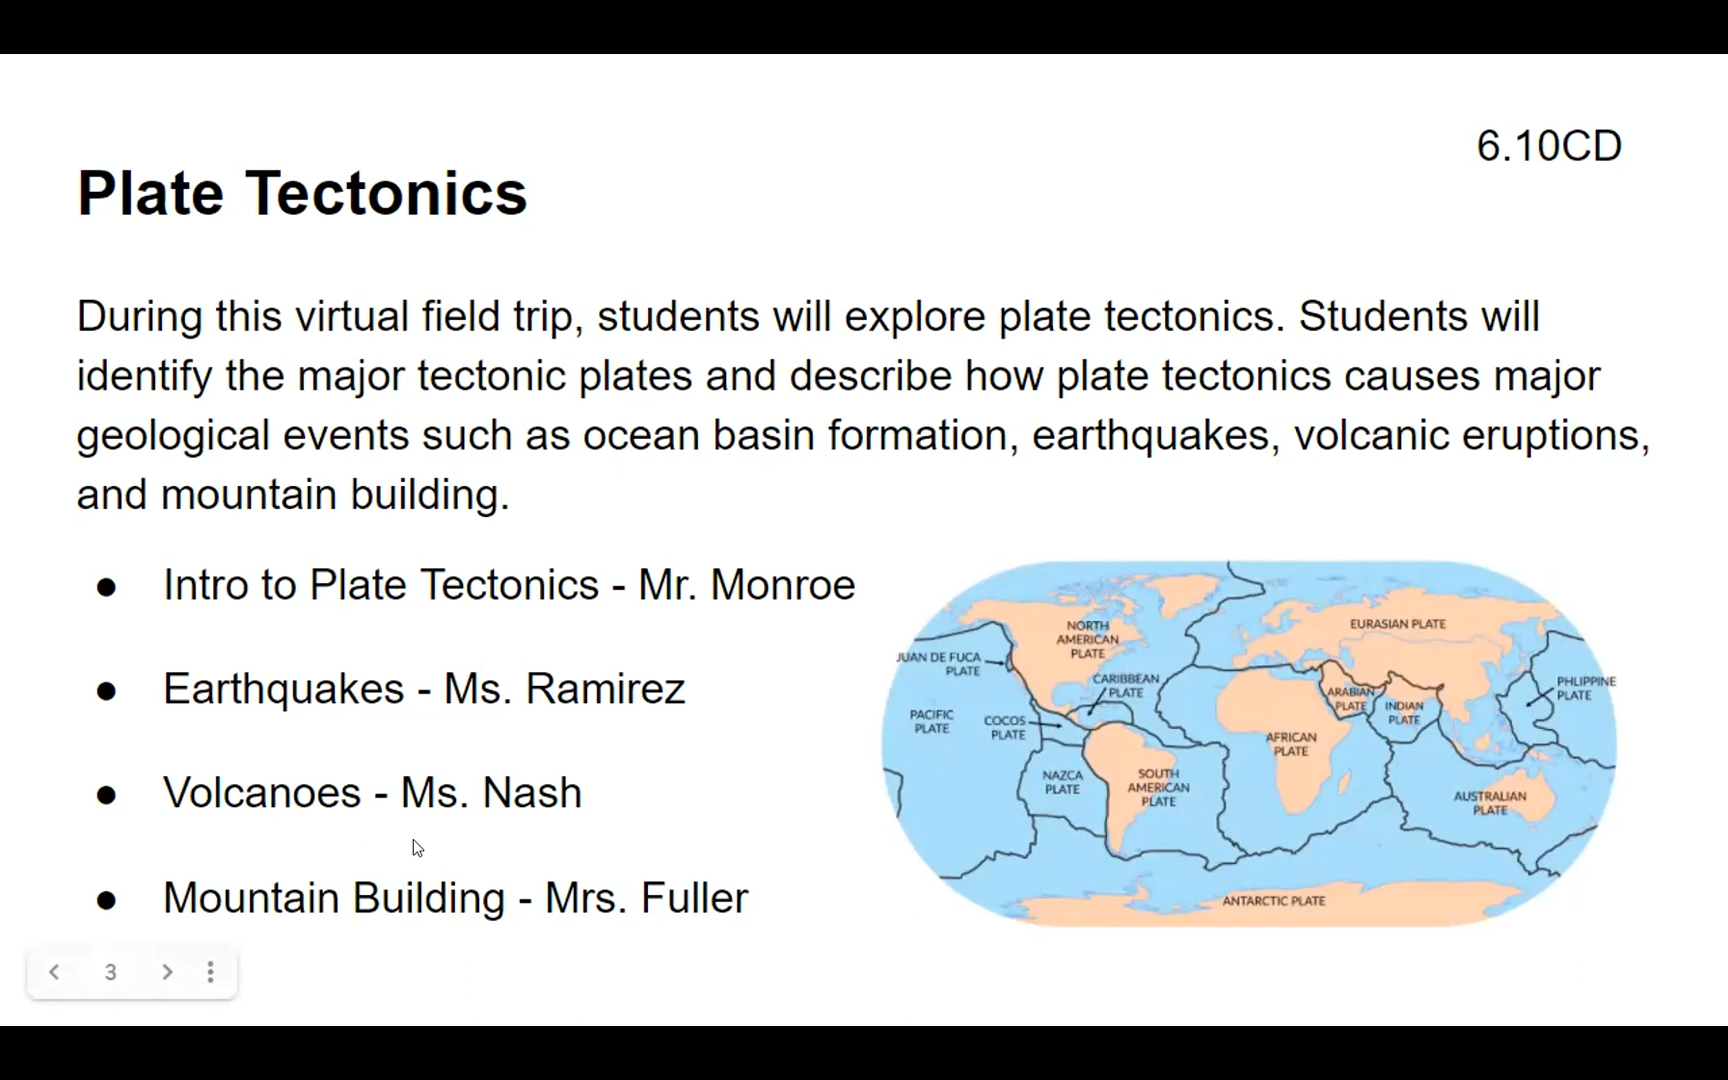 6.10CD
Plate Tectonics
During this virtual field trip, students will explore plate tectonics. Students will
identify the major tectonic plates and describe how plate tectonics causes major
geological events such as ocean basin formation, earthquakes, volcanic eruptions,
and mountain building.
● Intro to Plate Tectonics - Mr. Monroe
● Earthquakes - Ms. Ramirez
● Volcanoes - Ms. Nash
● Mountain Building - Mrs. Fuller
NORTH
AMERICAN
PLATE
EURASIAN PLATE
JUAN DE FUCA
PLATE
CARIBBEAN
PLATE
ARABIAN
PLATE
INDIAN
PLATE
PHLIPPINE
PLATE
PACIFIC
PLATE
COCOS
PLATE
AFRICAN
PLATE
NAZCA
PLATE
SOUTH
AMERICAN
PLATE
AUSTRALIAN
PLATE
ANTARCTIC PLATE
3